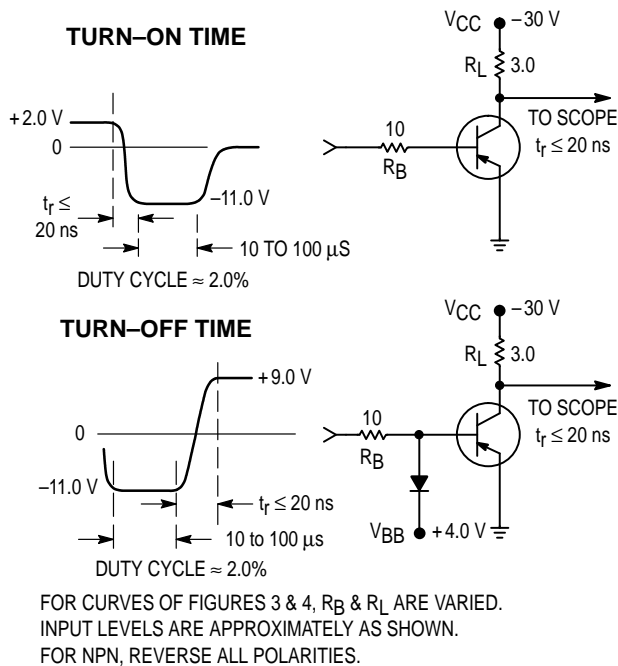 TURN–ON TIME
VCC –30 V
RL 3.0
TO SCOPE
tr ≤ 20 ns
10
RB
+2.0 V
0
–11.0 V
tr ≤
20 ns
10 TO 100 μS
DUTY CYCLE ≈ 2.0%
TURN–OFF TIME
VCC –30 V
RL 3.0
TO SCOPE
tr ≤ 20 ns
10
RB
VBB +4.0 V
+9.0 V
0
–11.0 V
tr ≤ 20 ns
10 to 100 μs
DUTY CYCLE ≈ 2.0%
FOR CURVES OF FIGURES 3 & 4, RB & RL ARE VARIED.
INPUT LEVELS ARE APPROXIMATELY AS SHOWN.
FOR NPN, REVERSE ALL POLARITIES.